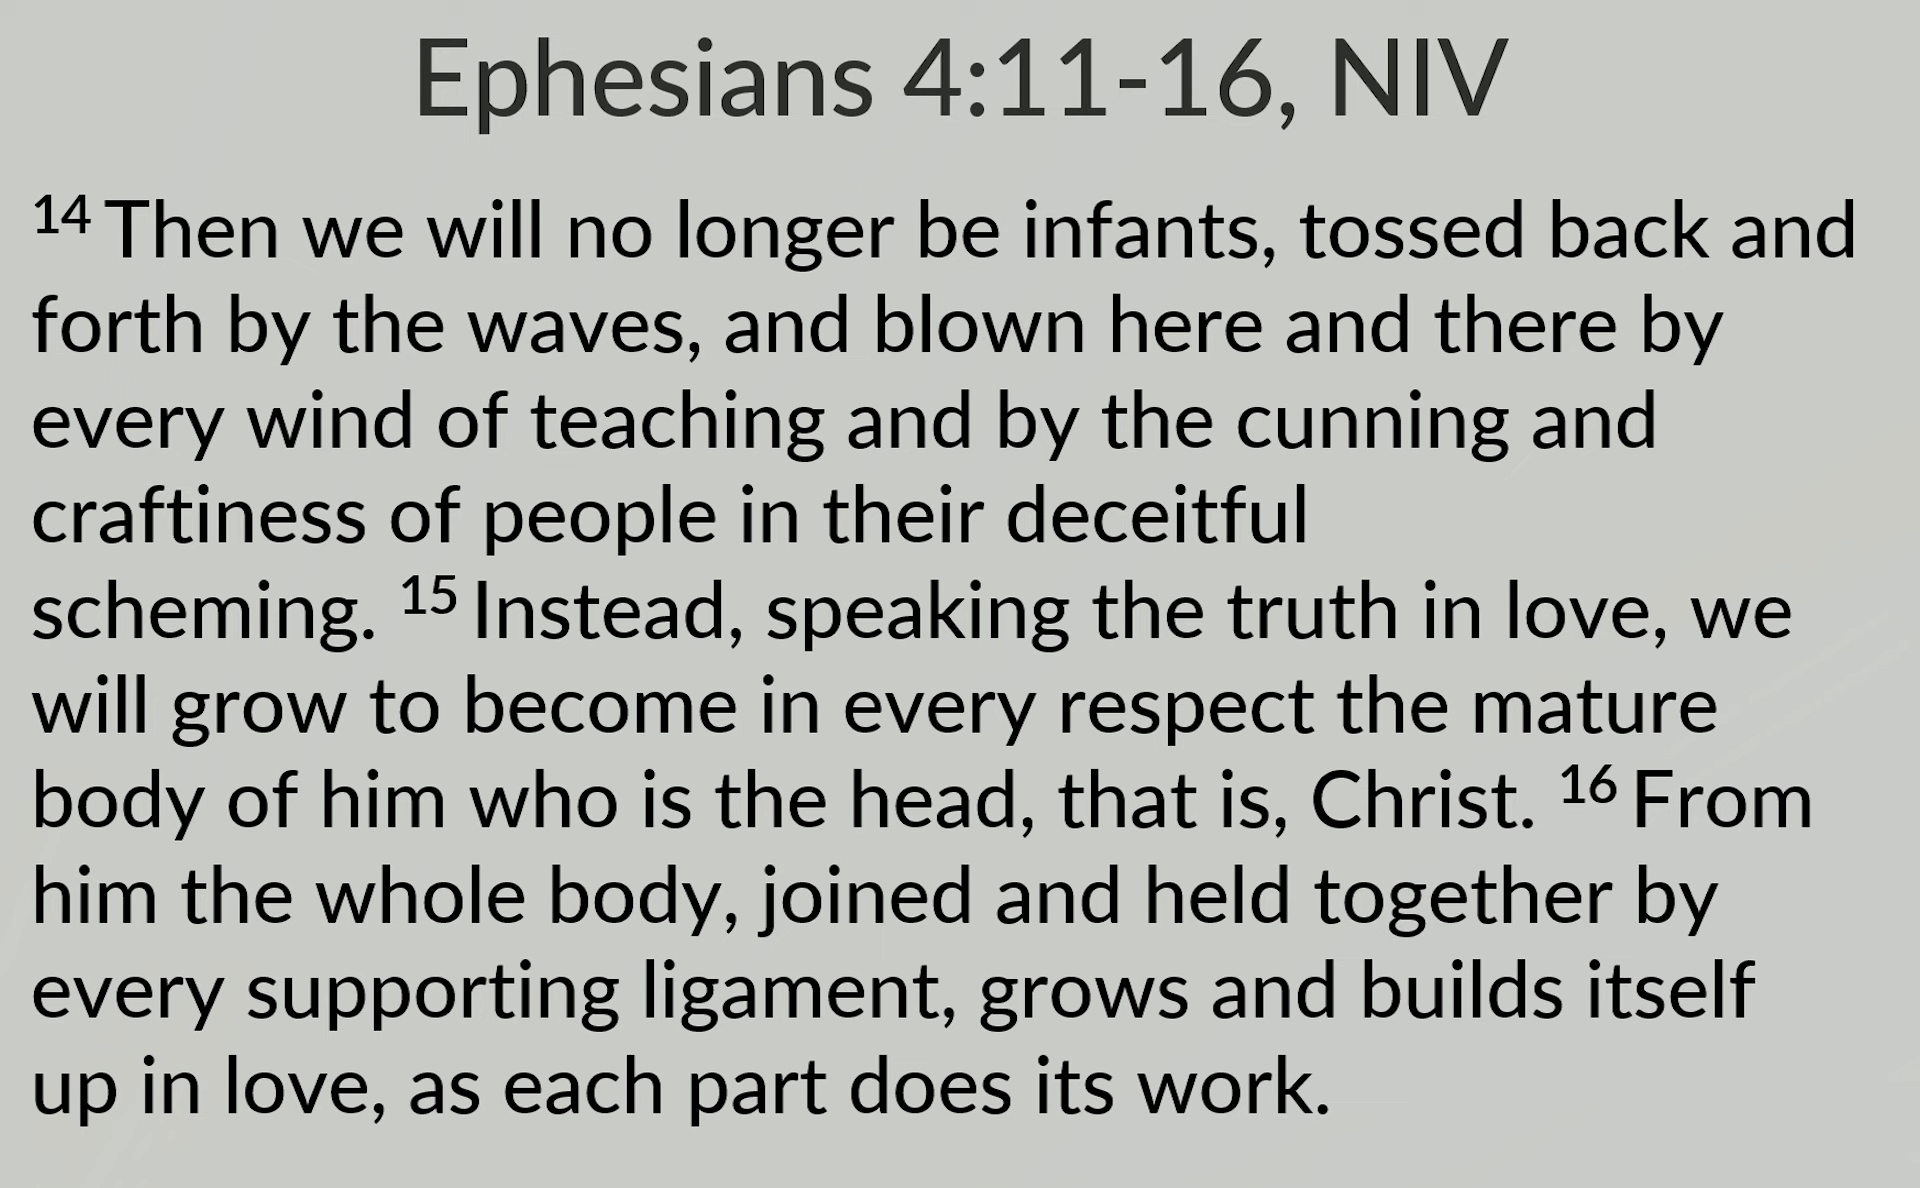 Ephesians 4:11-16, NIV
14 Then we will no longer be infants, tossed back and
forth by the waves, and blown here and there by
every wind of teaching and by the cunning and
craftiness of people in their deceitful
scheming. 15 Instead, speaking the truth in love, we
will grow to become in every respect the mature
body of him who is the head, that is, Christ. 16 From
him the whole body, joined and held together by
every supporting ligament, grows and builds itself
up in love, as each part does its work.